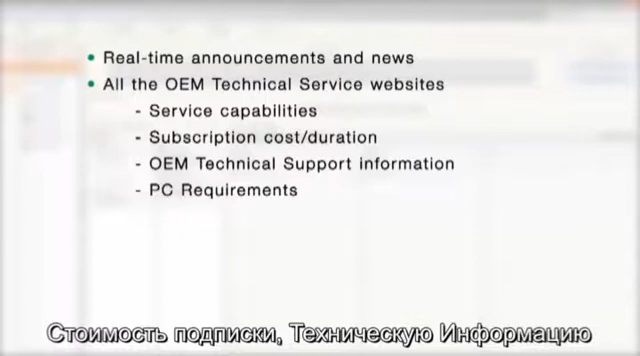 • Real-time announcements and news
• All the OEM Technical Service websites
- Service capabilities
- Subscription cost/duration
- OEM Technical Support information
- PC Requirements
Стоимость подписки, Техническую Информацию